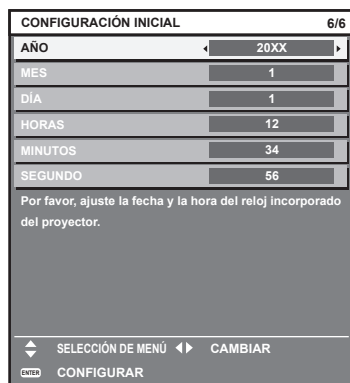 CONFIGURACIÓN INICIAL 6/6
AÑO 20XX
MES 1
DÍA 1
HORAS 12
MINUTOS 34
SEGUNDO 56
Por favor, ajuste la fecha y la hora del reloj incorporado
del proyector.
SELECCIÓN DE MENÚ CAMBIAR
ENTER CONFIGURAR